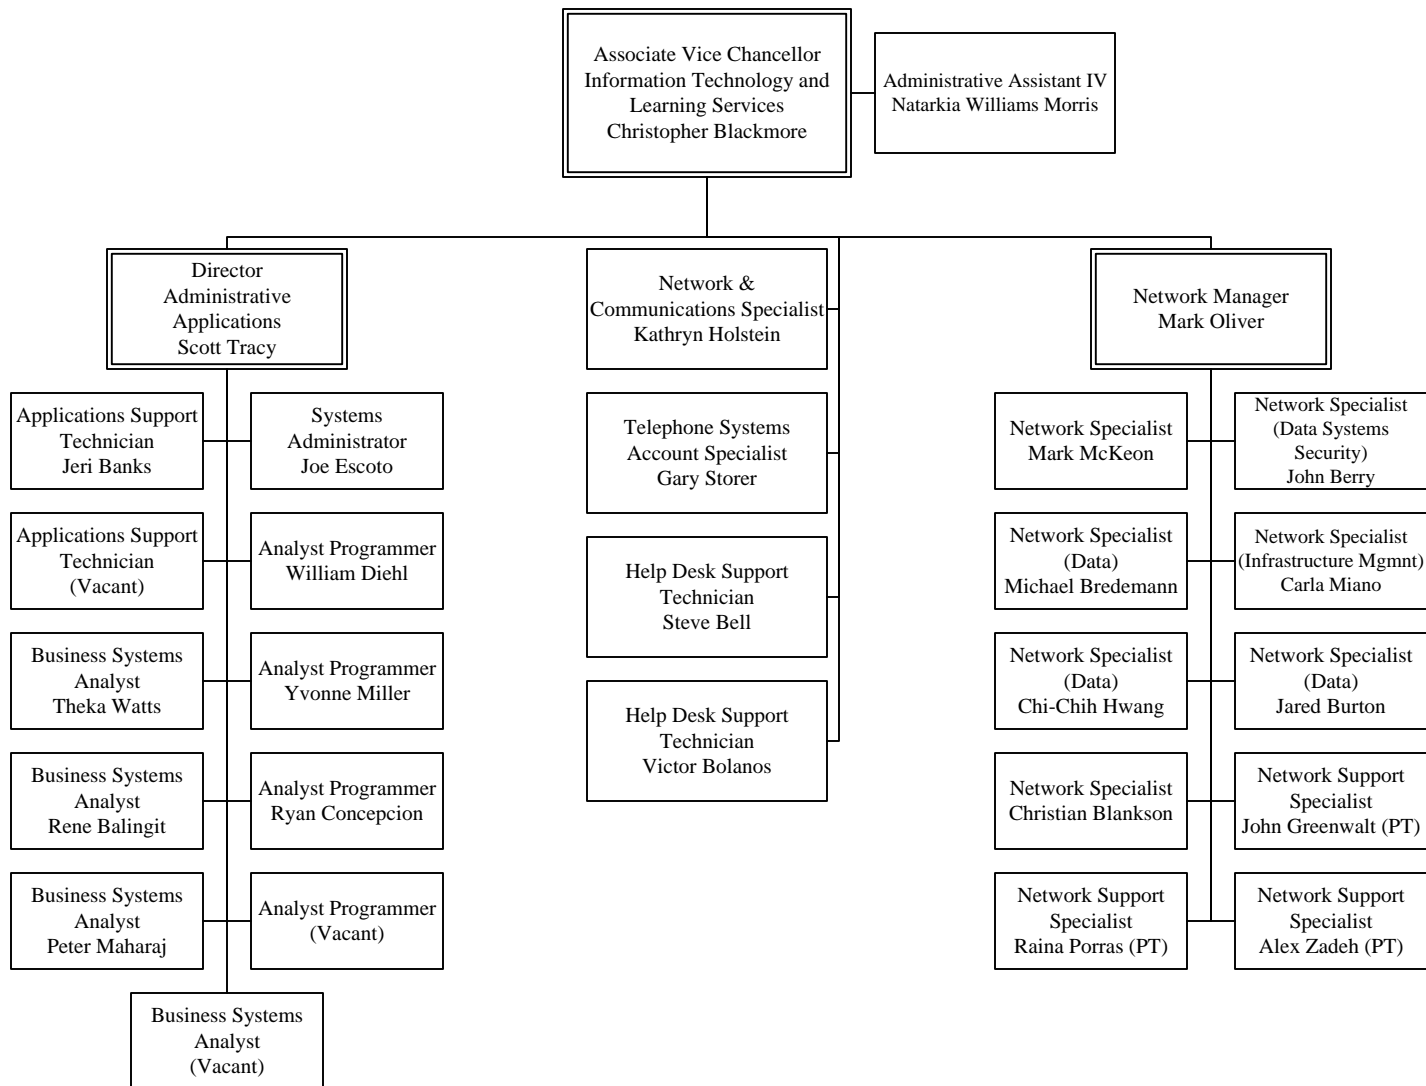 Associate Vice Chancellor
Information Technology and
Learning Services
Christopher Blackmore
Administrative Assistant IV
Natarkia Williams Morris
Director
Administrative
Applications
Scott Tracy
Applications Support
Technician
Jeri Banks
Systems
Administrator
Joe Escoto
Applications Support
Technician
(Vacant)
Analyst Programmer
William Diehl
Business Systems
Analyst
Theka Watts
Analyst Programmer
Yvonne Miller
Business Systems
Analyst
Rene Balingit
Analyst Programmer
Ryan Concepcion
Business Systems
Analyst
Peter Maharaj
Analyst Programmer
(Vacant)
Business Systems
Analyst
(Vacant)
Network &
Communications Specialist
Kathryn Holstein
Telephone Systems
Account Specialist
Gary Storer
Help Desk Support
Technician
Steve Bell
Help Desk Support
Technician
Victor Bolanos
Network Manager
Mark Oliver
Network Specialist
Mark McKeon
Network Specialist
(Data Systems
Security)
John Berry
Network Specialist
(Data)
Michael Bredemann
Network Specialist
(Infrastructure Mgmnt)
Carla Miano
Network Specialist
(Data)
Chi-Chih Hwang
Network Specialist
(Data)
Jared Burton
Network Specialist
Christian Blankson
Network Support
Specialist
John Greenwalt (PT)
Network Support
Specialist
Raina Porras (PT)
Network Support
Specialist
Alex Zadeh (PT)